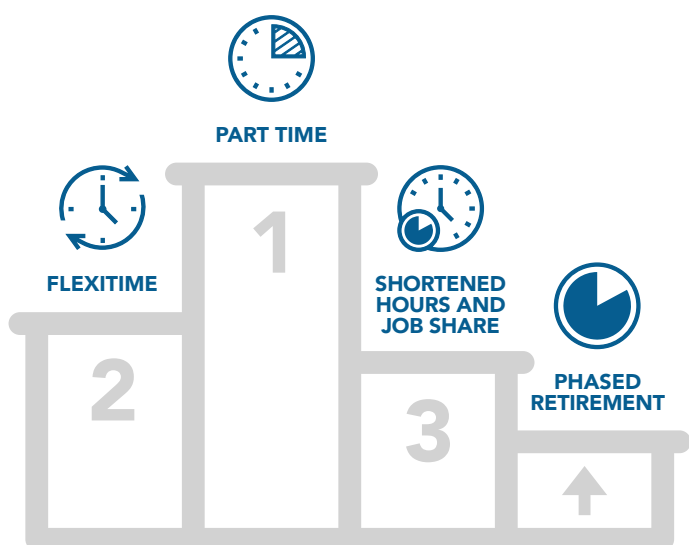 PART TIME
1
FLEXITIME
2
SHORTENED
HOURS AND
JOB SHARE
3
PHASED
RETIREMENT